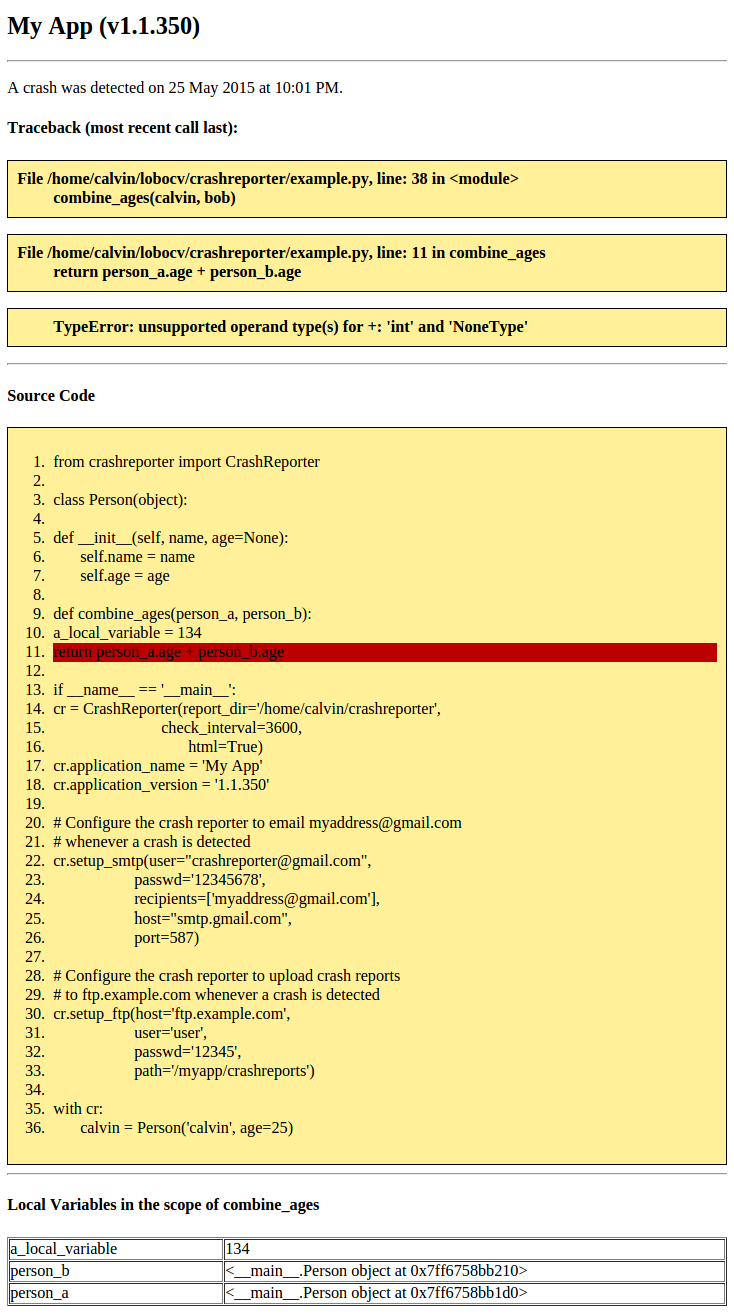 My App (v1.1.350)
A crash was detected on 25 May 2015 at 10:01 PM.
Traceback (most recent call last):
File /home/calvin/lobocv/crashreporter/example.py, line: 38 in <module>
combine_ages(calvin, bob)
File /home/calvin/lobocv/crashreporter/example.py, line: 11 in combine_ages
return person_a.age + person_b.age
TypeError: unsupported operand type(s) for +: 'int' and 'NoneType'
Source Code
1. from crashreporter import CrashReporter
2.
3. class Person(object):
4.
5. def __init__(self, name, age=None):
6. self.name = name
7. self.age = age
8.
9. def combine_ages(person_a, person_b):
10. a_local_variable = 134
11. return person_a.age + person_b.age
12.
13. if __name__ == '__main__':
14. cr = CrashReporter(report_dir='/home/calvin/crashreporter',
15. check_interval=3600,
16. html=True)
17. cr.application_name = 'My App'
18. cr.application_version = '1.1.350'
19.
20. # Configure the crash reporter to email myaddress@gmail.com
21. # whenever a crash is detected
22. cr.setup_smtp(user="crashreporter@gmail.com",
23. passwd='12345678',
24. recipients=['myaddress@gmail.com'],
25. host="smtp.gmail.com",
26. port=587)
27.
28. # Configure the crash reporter to upload crash reports
29. # to ftp.example.com whenever a crash is detected
30. cr.setup_ftp(host='ftp.example.com',
31. user='user',
32. passwd='12345',
33. path='/myapp/crashreports')
34.
35. with cr:
36. calvin = Person('calvin', age=25)
Local Variables in the scope of combine_ages
a_local_variable 134
person_b <__main__.Person object at 0x7ff6758bb210>
person_a <__main__.Person object at 0x7ff6758bb1d0>